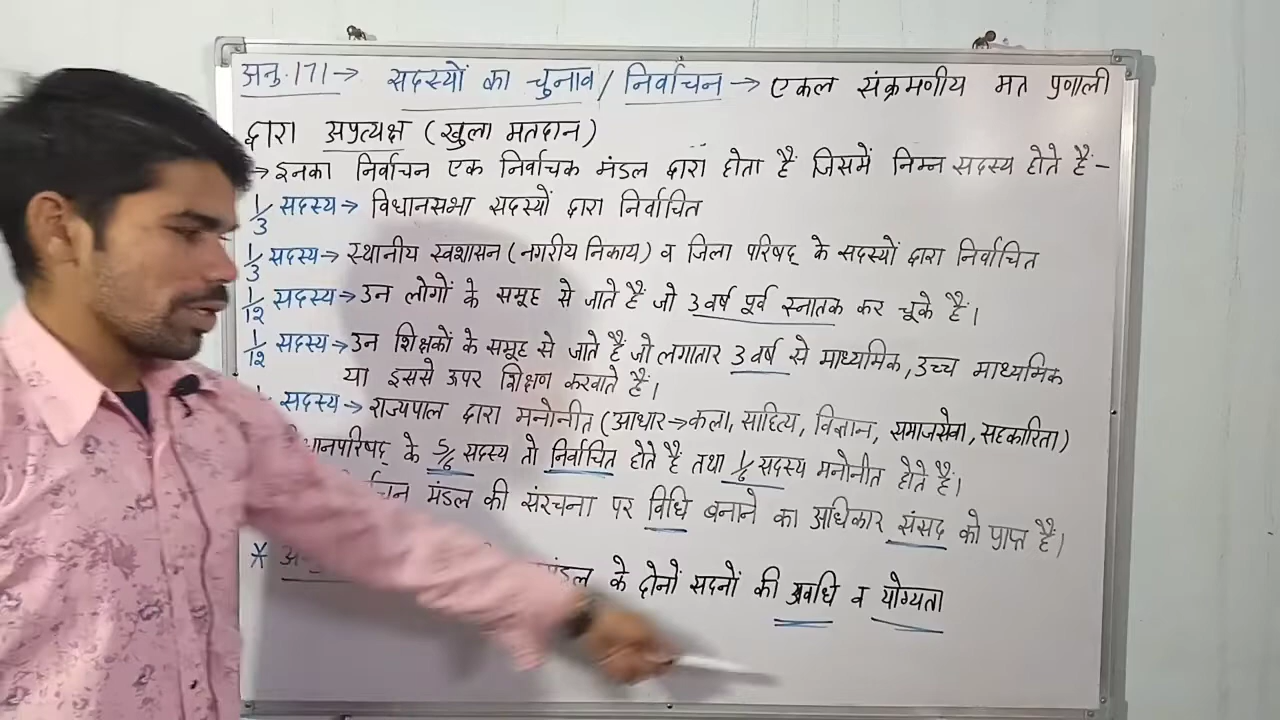 अनु. 171→ सदस्यों का चुनाव / निर्वाचन → एकल संक्रमणीय मत प्रणाली
द्वारा अप्रत्यक्ष (खुला मतदान)
→ इनका निर्वाचन एक निर्वाचक मंडल द्वारा होता है जिसमें निम्न सदस्य होते हैं -
1/3 सदस्य → विधानसभा सदस्यों द्वारा निर्वाचित
1/3 सदस्य → स्थानीय स्वशासन (नगरीय निकाय) व जिला परिषद् के सदस्यों द्वारा निर्वाचित
1/12 सदस्य → उन लोगों के समूह से जाते हैं जो 3 वर्ष पूर्व स्नातक कर चूके हैं।
1/12 सदस्य → उन शिक्षकों के समूह से जाते हैं जो लगातार 3 वर्ष से माध्यमिक, उच्च माध्यमिक
या इससे ऊपर शिक्षण करवाते हैं।
सदस्य → राज्यपाल द्वारा मनोनीत (आधार → कला, साहित्य, विज्ञान, समाजसेवा, सहकारिता)
के 5/6 सदस्य तो निर्वाचित होते हैं तथा 1/6 सदस्य मनोनीत होते हैं।
मंडल की संरचना पर विधि बनाने का अधिकार संसद को प्राप्त है।
* के दोनों सदनों की अवधि व योग्यता